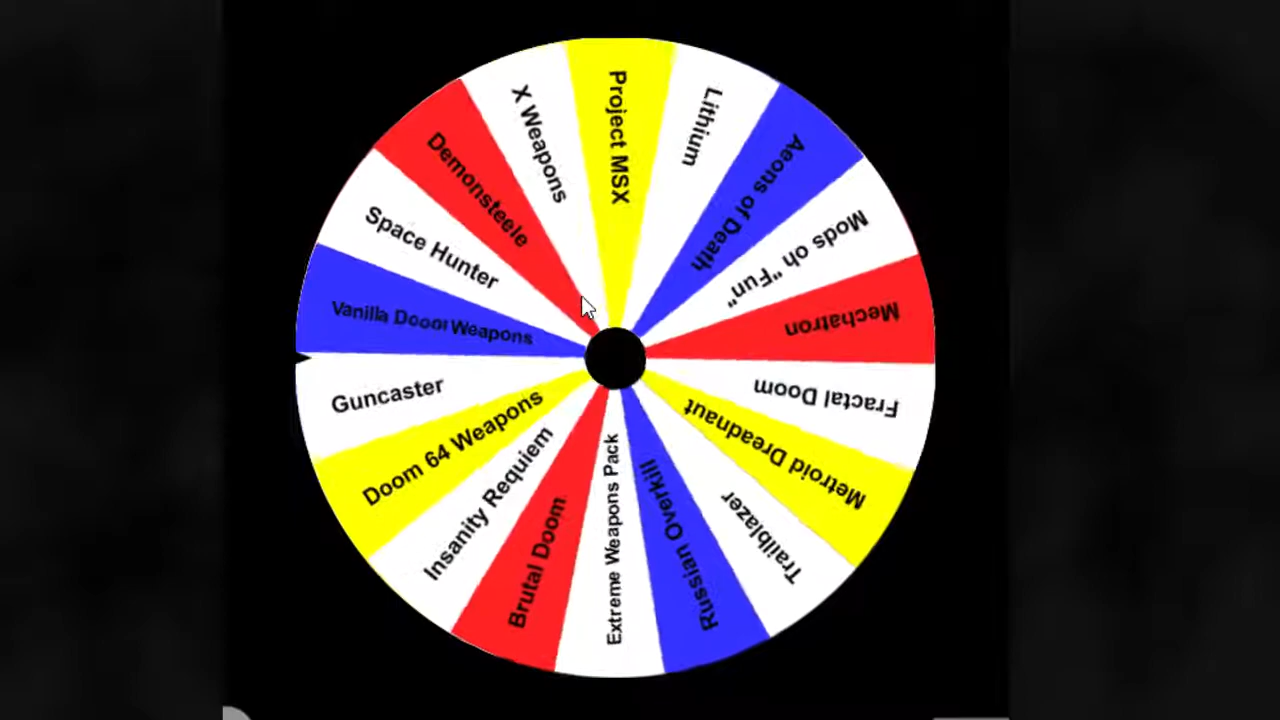 Project MSX
Lithium
Aeons of Death
Mods oh "Fun"
Mechatron
Fractal Doom
Metroid Dreadnaut
Trailblazer
Russian Overkill
Extreme Weapons Pack
Brutal Doom
Insanity Requiem
Doom 64 Weapons
Guncaster
Vanilla Doom Weapons
Space Hunter
Demonsteele
X Weapons